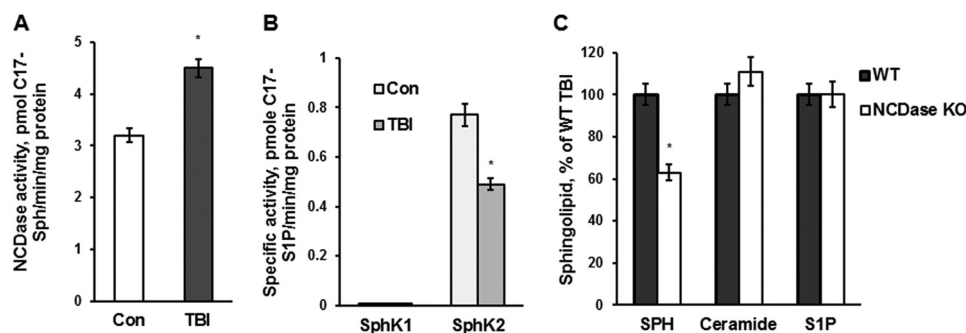 A
NCDase activity, pmol C17-
Sph/min/mg protein
5
4
3
2
1
0
*
Con
TBI
B
Specific activity, pmole C17-
S1P/min/mg protein
1
0.8
0.6
0.4
0.2
0
Con
TBI
*
SphK1
SphK2
C
Sphingolipid, % of WT TBI
120
100
80
60
40
20
0
*
WT
NCDase KO
SPH
Ceramide
S1P